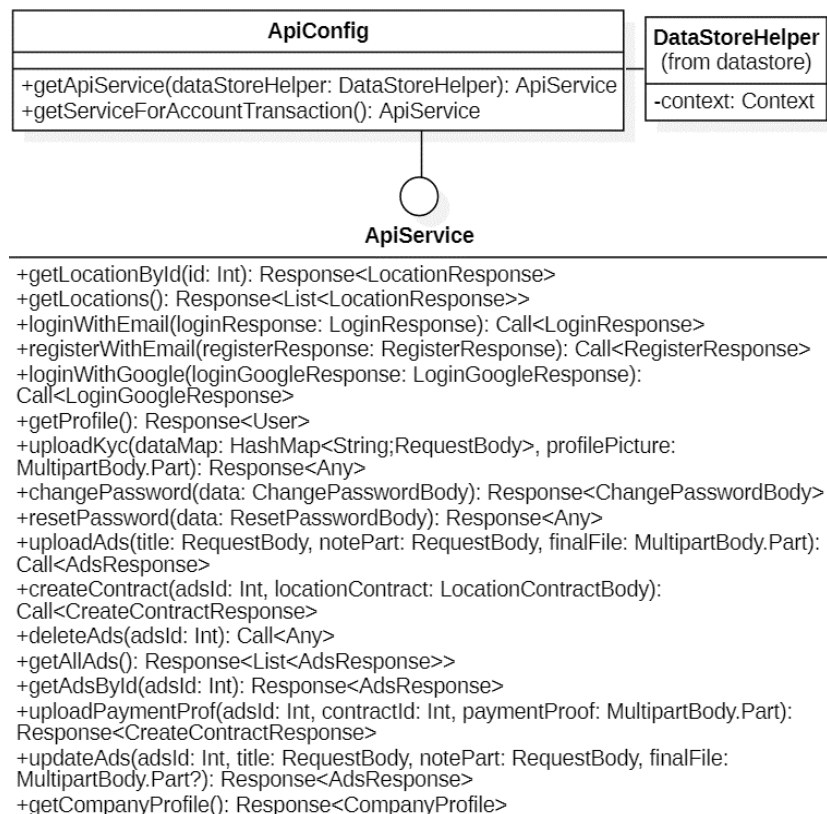 ApiConfig
+getApiService(dataStoreHelper: DataStoreHelper): ApiService
+getServiceForAccountTransaction(): ApiService
DataStoreHelper
(from datastore)
-context: Context
ApiService
+getLocationById(id: Int): Response<LocationResponse>
+getLocations(): Response<List<LocationResponse>>
+loginWithEmail(loginResponse: LoginResponse): Call<LoginResponse>
+registerWithEmail(registerResponse: RegisterResponse): Call<RegisterResponse>
+loginWithGoogle(loginGoogleResponse: LoginGoogleResponse):
Call<LoginGoogleResponse>
+getProfile(): Response<User>
+uploadKyc(dataMap: HashMap<String;RequestBody>, profilePicture:
MultipartBody.Part): Response<Any>
+changePassword(data: ChangePasswordBody): Response<ChangePasswordBody>
+resetPassword(data: ResetPasswordBody): Response<Any>
+uploadAds(title: RequestBody, notePart: RequestBody, finalFile: MultipartBody.Part):
Call<AdsResponse>
+createContract(adsId: Int, locationContract: LocationContractBody):
Call<CreateContractResponse>
+deleteAds(adsId: Int): Call<Any>
+getAllAds(): Response<List<AdsResponse>>
+getAdsById(adsId: Int): Response<AdsResponse>
+uploadPaymentProf(adsId: Int, contractId: Int, paymentProof: MultipartBody.Part):
Response<CreateContractResponse>
+updateAds(adsId: Int, title: RequestBody, notePart: RequestBody, finalFile:
MultipartBody.Part?): Response<AdsResponse>
+getCompanyProfile(): Response<CompanyProfile>